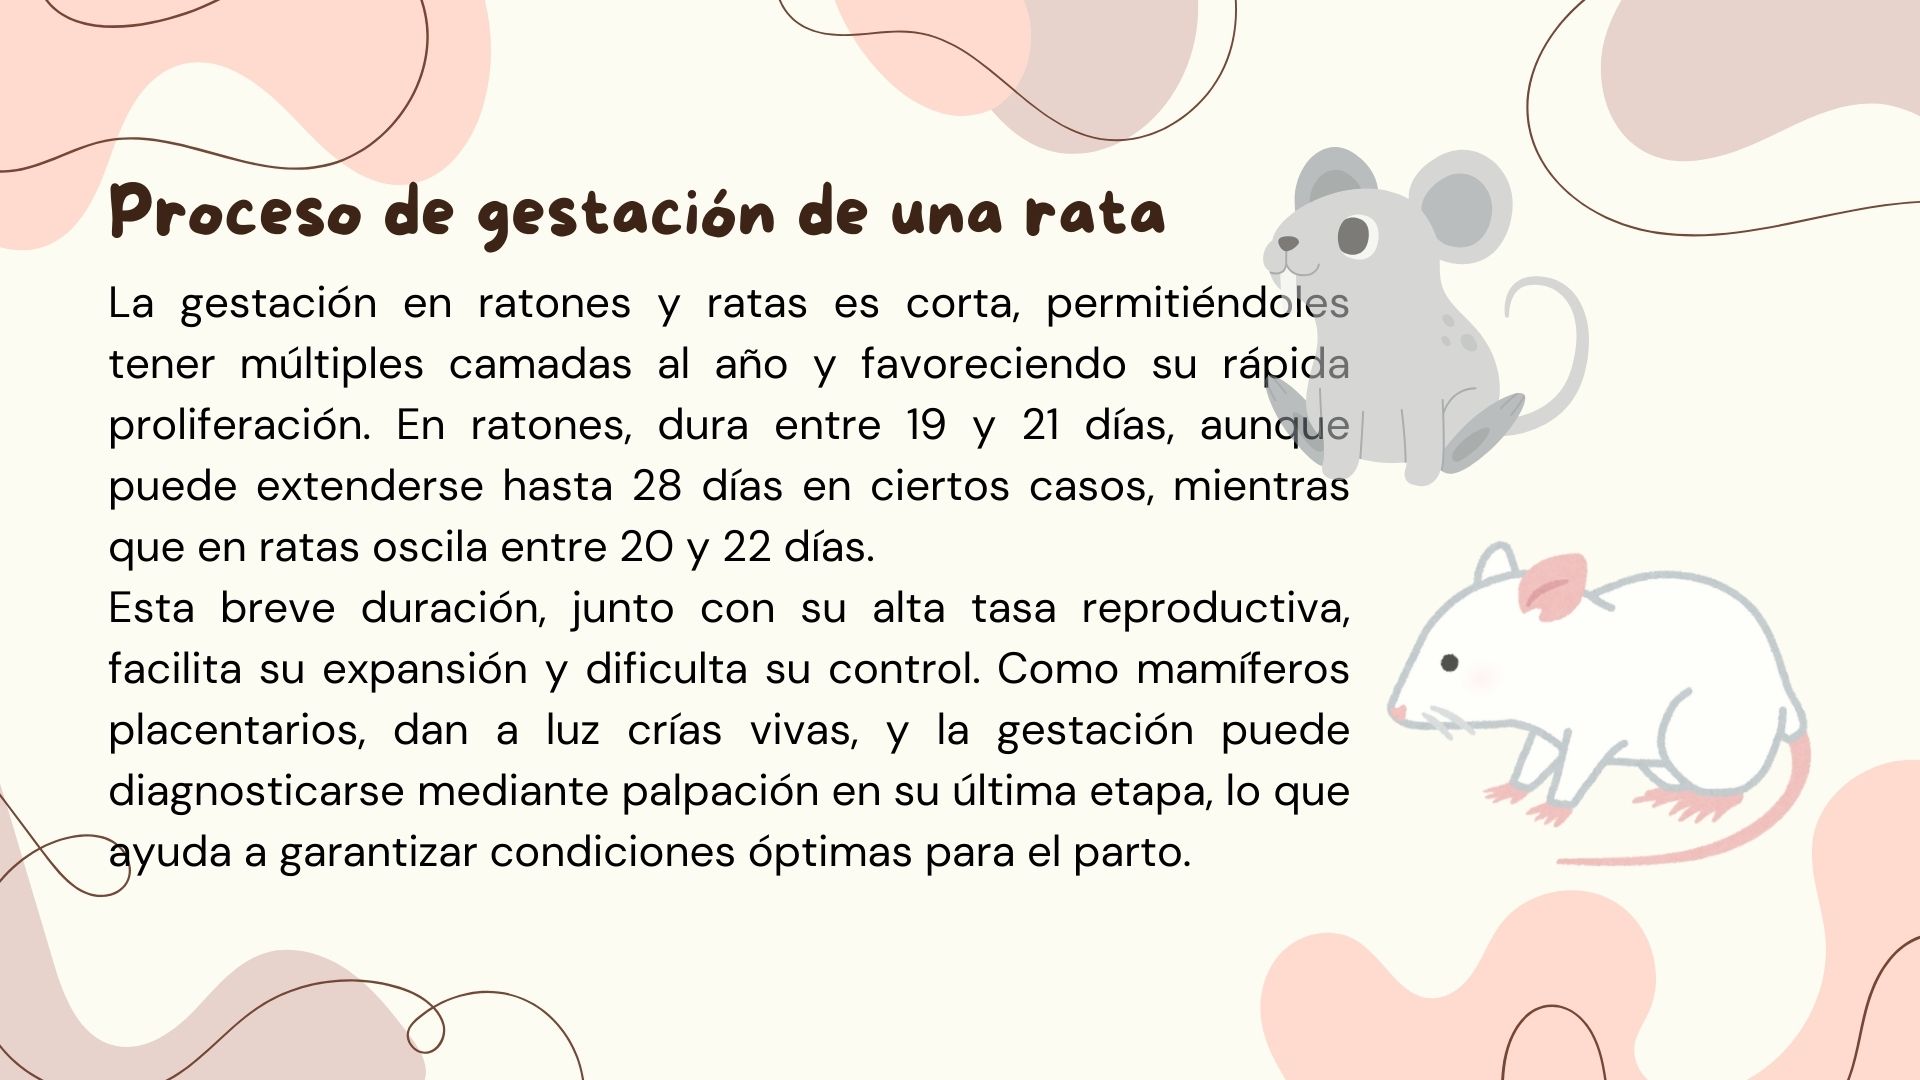 Proceso de gestación de una rata
La gestación en ratones y ratas es corta, permitiéndoles
tener múltiples camadas al año y favoreciendo su rápida
proliferación. En ratones, dura entre 19 y 21 días, aunque
puede extenderse hasta 28 días en ciertos casos, mientras
que en ratas oscila entre 20 y 22 días.
Esta breve duración, junto con su alta tasa reproductiva,
facilita su expansión y dificulta su control. Como mamíferos
placentarios, dan a luz crías vivas, y la gestación puede
diagnosticarse mediante palpación en su última etapa, lo que
ayuda a garantizar condiciones óptimas para el parto.